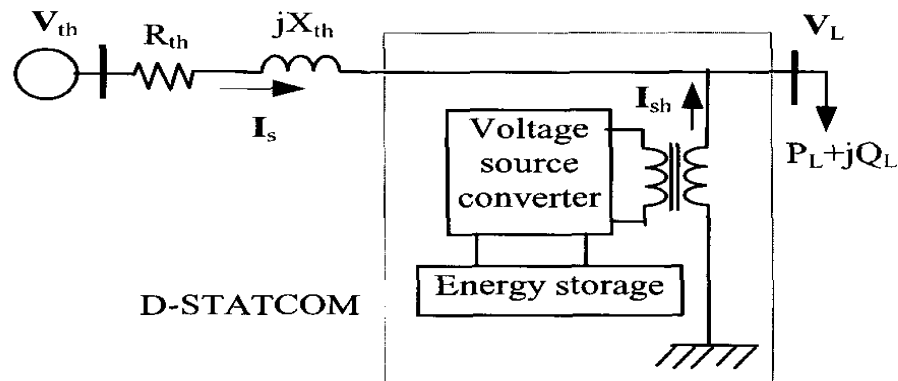 V_th
R_th
jX_th
V_L
I_s
I_sh
Voltage
source
converter
P_L+jQ_L
Energy storage
D-STATCOM